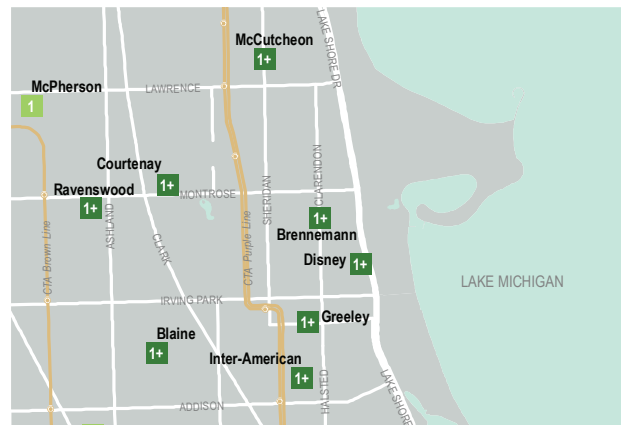 McCutcheon
1+
LAKE SHORE DR
McPherson
1
LAWRENCE
Courtenay
1+
Ravenswood
1+
MONTROSE
SHERIDAN
CLARENDON
1+
Brennemann
ASHLAND
CLARK
CTA Brown Line
CTA Purple Line
Disney
1+
LAKE MICHIGAN
IRVING PARK
1+
Greeley
Blaine
1+
Inter-American
1+
HALSTED
LAKE SHORE
ADDISON